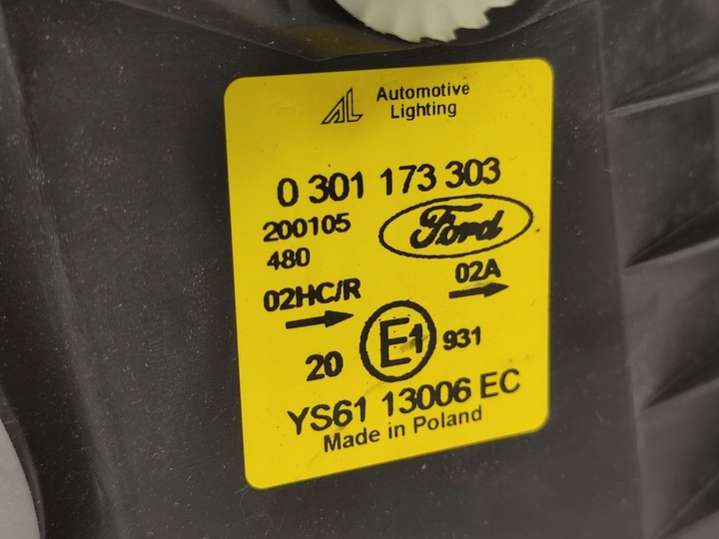 AL Automotive
Lighting
0 301 173 303
200105
Ford
480
02HC/R
02A
20
E1
931
YS61 13006 EC
Made in Poland